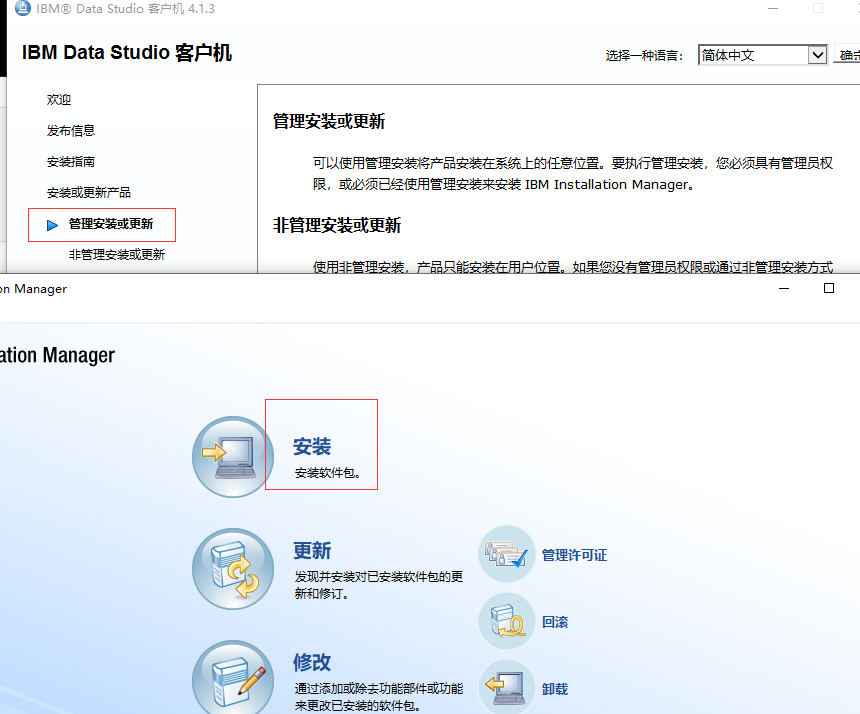 IBM® Data Studio 客户机 4.1.3
IBM Data Studio 客户机
选择一种语言：
简体中文
确定
欢迎
发布信息
安装指南
安装或更新产品
管理安装或更新
非管理安装或更新
管理安装或更新
可以使用管理安装将产品安装在系统上的任意位置。要执行管理安装，您必须具有管理员权
限，或必须已经使用管理安装来安装 IBM Installation Manager。
非管理安装或更新
使用非管理安装，产品只能安装在用户位置。如果您没有管理员权限或通过非管理安装方式
on Manager
ation Manager
安装
安装软件包。
更新
发现并安装对已安装软件包的更
新和修订。
修改
通过添加或除去功能部件或功能
来更改已安装的软件包。
管理许可证
回滚
卸载